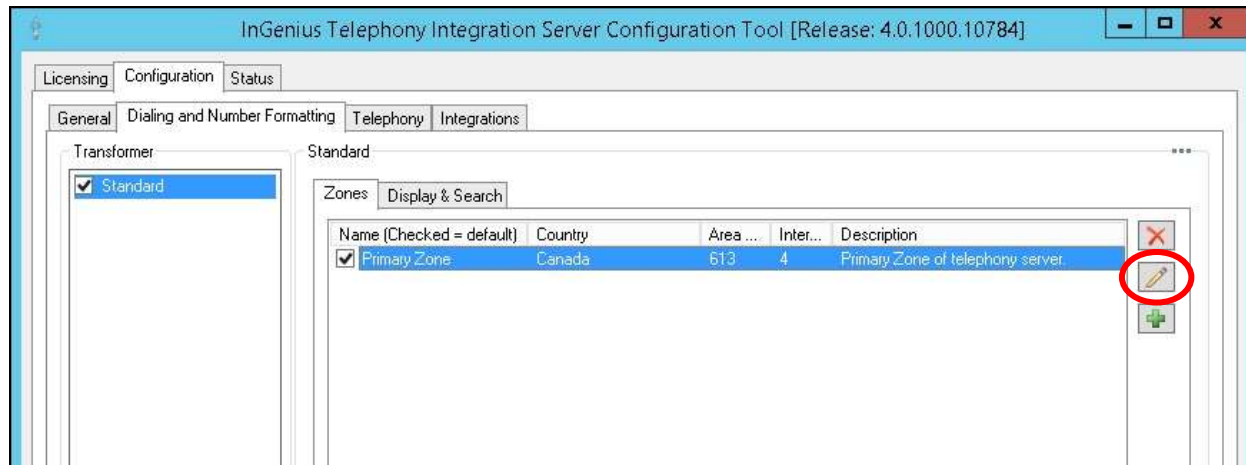 InGenius Telephony Integration Server Configuration Tool [Release: 4.0.1000.10784]
Licensing Configuration Status
General Dialing and Number Formatting Telephony Integrations
Transformer Standard
Standard
Zones Display & Search
Name (Checked = default) Country Area ... Inter... Description
Primary Zone Canada 613 4 Primary Zone of telephony server.